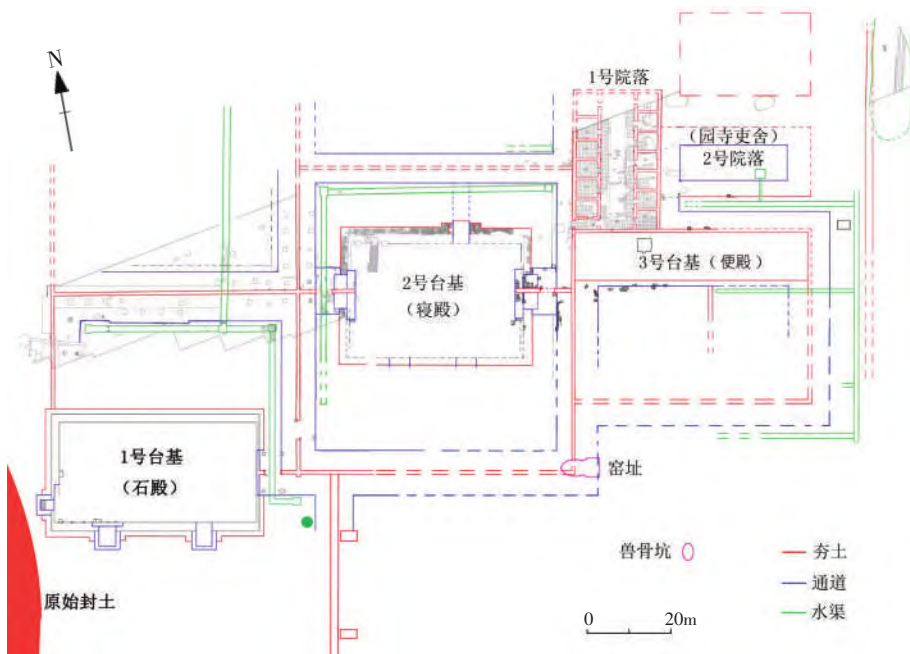 N
1号院落
（园寺吏舍）
2号院落
3号台基（便殿）
2号台基
（寝殿）
1号台基
（石殿）
窑址
原始封土
兽骨坑
夯土
通道
水渠
0 20m